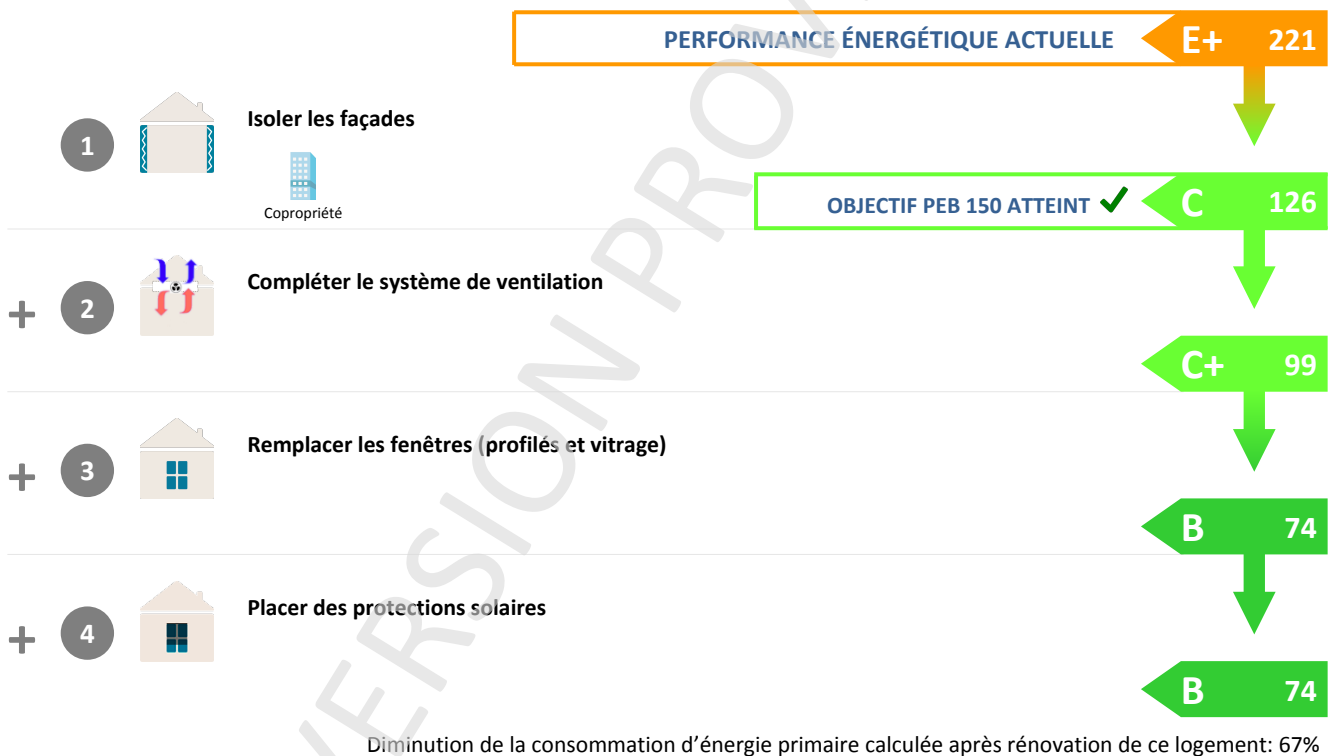 PERFORMANCE ÉNERGÉTIQUE ACTUELLE E+ 221
1 Isoler les façades
Copropriété
OBJECTIF PEB 150 ATTEINT C 126
+ 2 Compléter le système de ventilation
C+ 99
+ 3 Remplacer les fenêtres (profilés et vitrage)
B 74
+ 4 Placer des protections solaires
B 74
Diminution de la consommation d'énergie primaire calculée après rénovation de ce logement: 67%
VERSION PROV